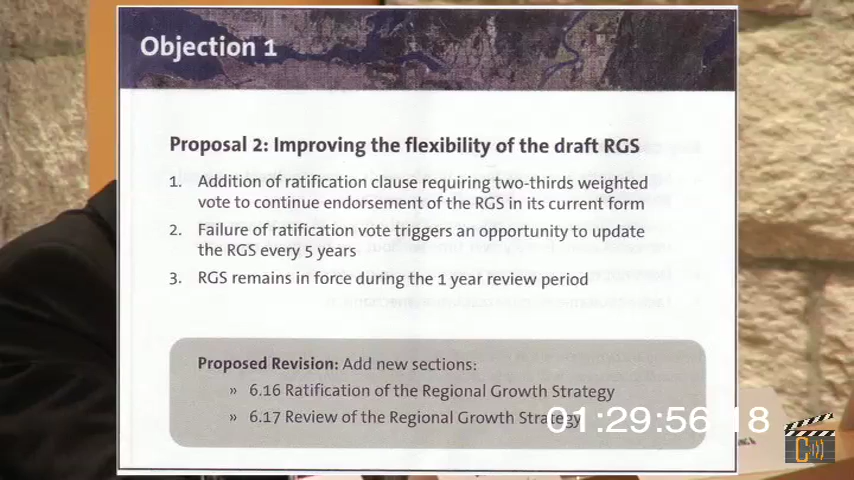 Objection 1
Proposal 2: Improving the flexibility of the draft RGS
1. Addition of ratification clause requiring two-thirds weighted
vote to continue endorsement of the RGS in its current form
2. Failure of ratification vote triggers an opportunity to update
the RGS every 5 years
3. RGS remains in force during the 1 year review period
Proposed Revision: Add new sections:
» 6.16 Ratification of the Regional Growth Strategy
» 6.17 Review of the Regional Growth Strategy
01:29:56:18